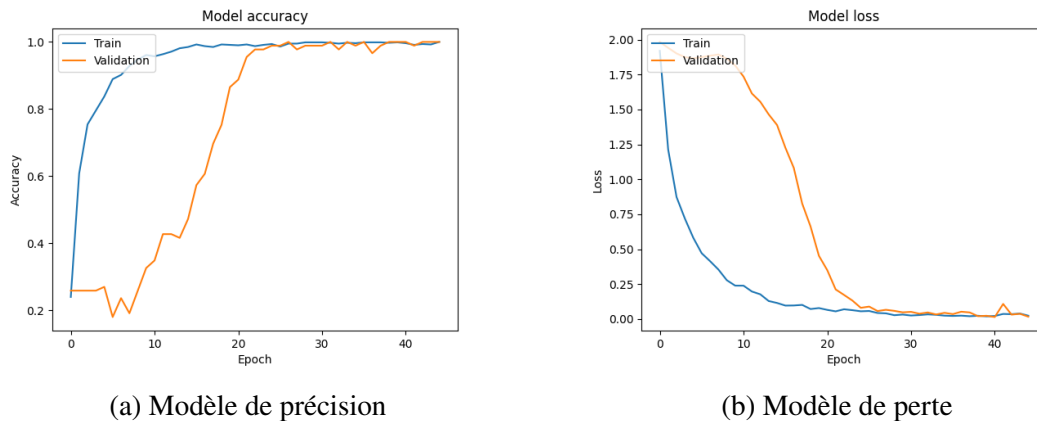 Model accuracy
Train
Validation
1.0
0.8
0.6
0.4
0.2
Accuracy
0
10
20
30
40
Epoch
(a) Modèle de précision
Model loss
Train
Validation
2.00
1.75
1.50
1.25
1.00
0.75
0.50
0.25
0.00
Loss
0
10
20
30
40
Epoch
(b) Modèle de perte